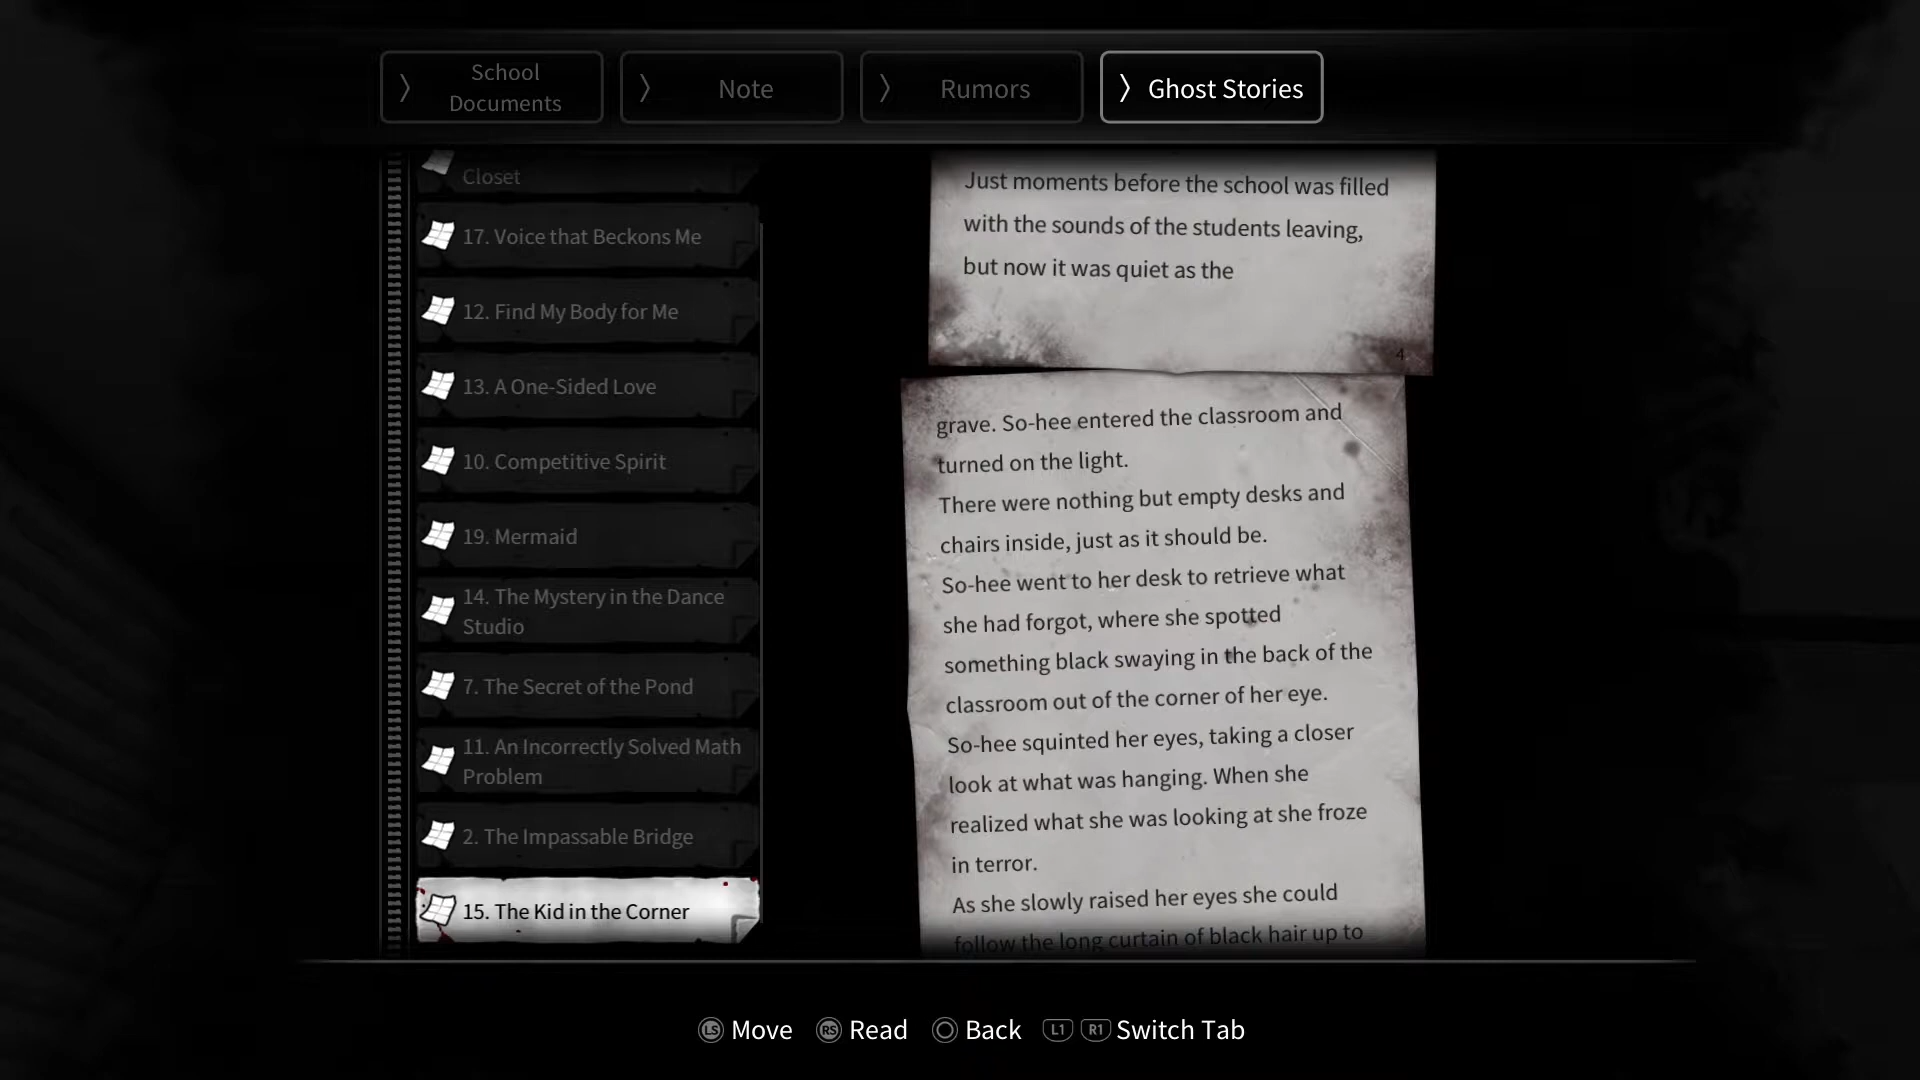 School
Documents
Note
Rumors
Ghost Stories
Closet
17. Voice that Beckons Me
12. Find My Body for Me
13. A One-Sided Love
10. Competitive Spirit
19. Mermaid
14. The Mystery in the Dance
Studio
7. The Secret of the Pond
11. An Incorrectly Solved Math
Problem
2. The Impassable Bridge
15. The Kid in the Corner
Just moments before the school was filled
with the sounds of the students leaving,
but now it was quiet as the
4
grave. So-hee entered the classroom and
turned on the light.
There were nothing but empty desks and
chairs inside, just as it should be.
So-hee went to her desk to retrieve what
she had forgot, where she spotted
something black swaying in the back of the
classroom out of the corner of her eye.
So-hee squinted her eyes, taking a closer
look at what was hanging. When she
realized what she was looking at she froze
in terror.
As she slowly raised her eyes she could
follow the long curtain of black hair up to
LS Move RS Read Back L1 R1 Switch Tab